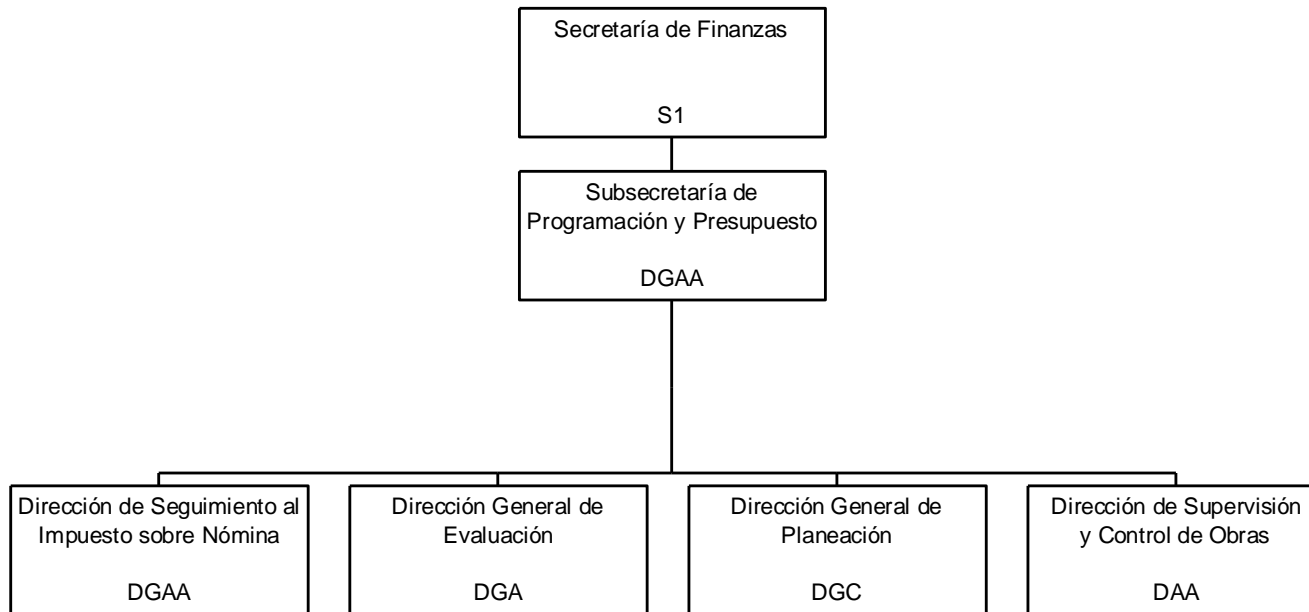 Secretaría de Finanzas
S1
Subsecretaría de
Programación y Presupuesto
DGAA
Dirección de Seguimiento al
Impuesto sobre Nómina
DGAA
Dirección General de
Evaluación
DGA
Dirección General de
Planeación
DGC
Dirección de Supervisión
y Control de Obras
DAA